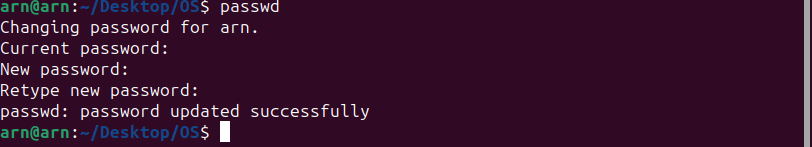 arn@arn:~/Desktop/OS$ passwd
Changing password for arn.
Current password:
New password:
Retype new password:
passwd: password updated successfully
arn@arn:~/Desktop/OS$